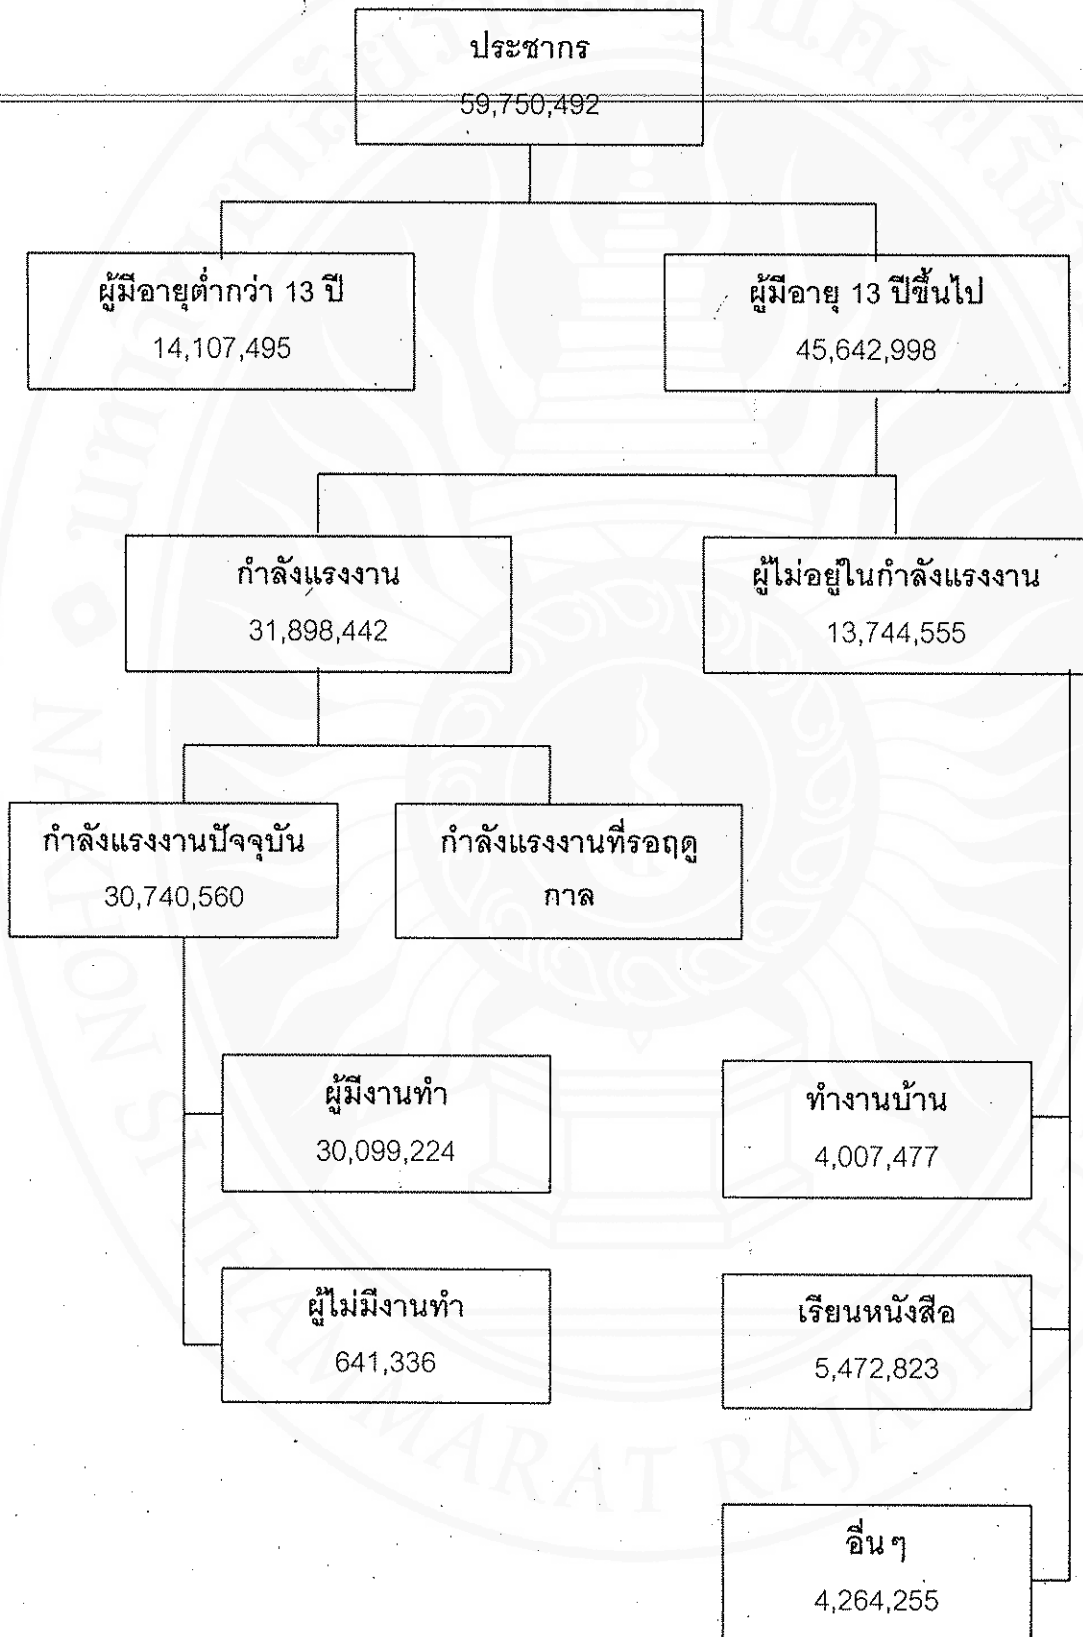 ประชากร
59,750,492
ผู้มีอายุต่ำกว่า 13 ปี
14,107,495
ผู้มีอายุ 13 ปีขึ้นไป
45,642,998
กำลังแรงงาน
31,898,442
ผู้ไม่อยู่ในกำลังแรงงาน
13,744,555
กำลังแรงงานปัจจุบัน
30,740,560
กำลังแรงงานที่รอฤดู
กาล
ผู้มีงานทำ
30,099,224
ทำงานบ้าน
4,007,477
ผู้ไม่มีงานทำ
641,336
เรียนหนังสือ
5,472,823
อื่นๆ
4,264,255
NAKHON SI THAMMARAT RAJABHAT